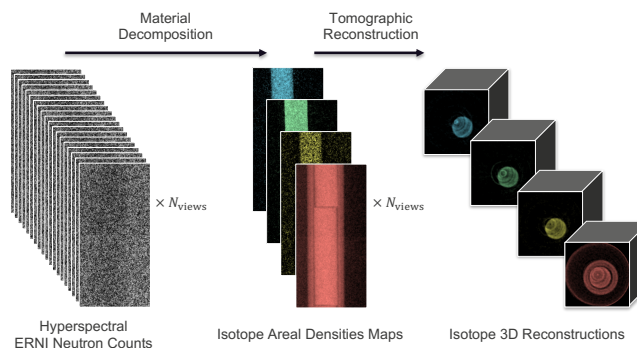 Material
Decomposition
Tomographic
Reconstruction
× N_views
× N_views
Hyperspectral
ERNI Neutron Counts
Isotope Areal Densities Maps
Isotope 3D Reconstructions